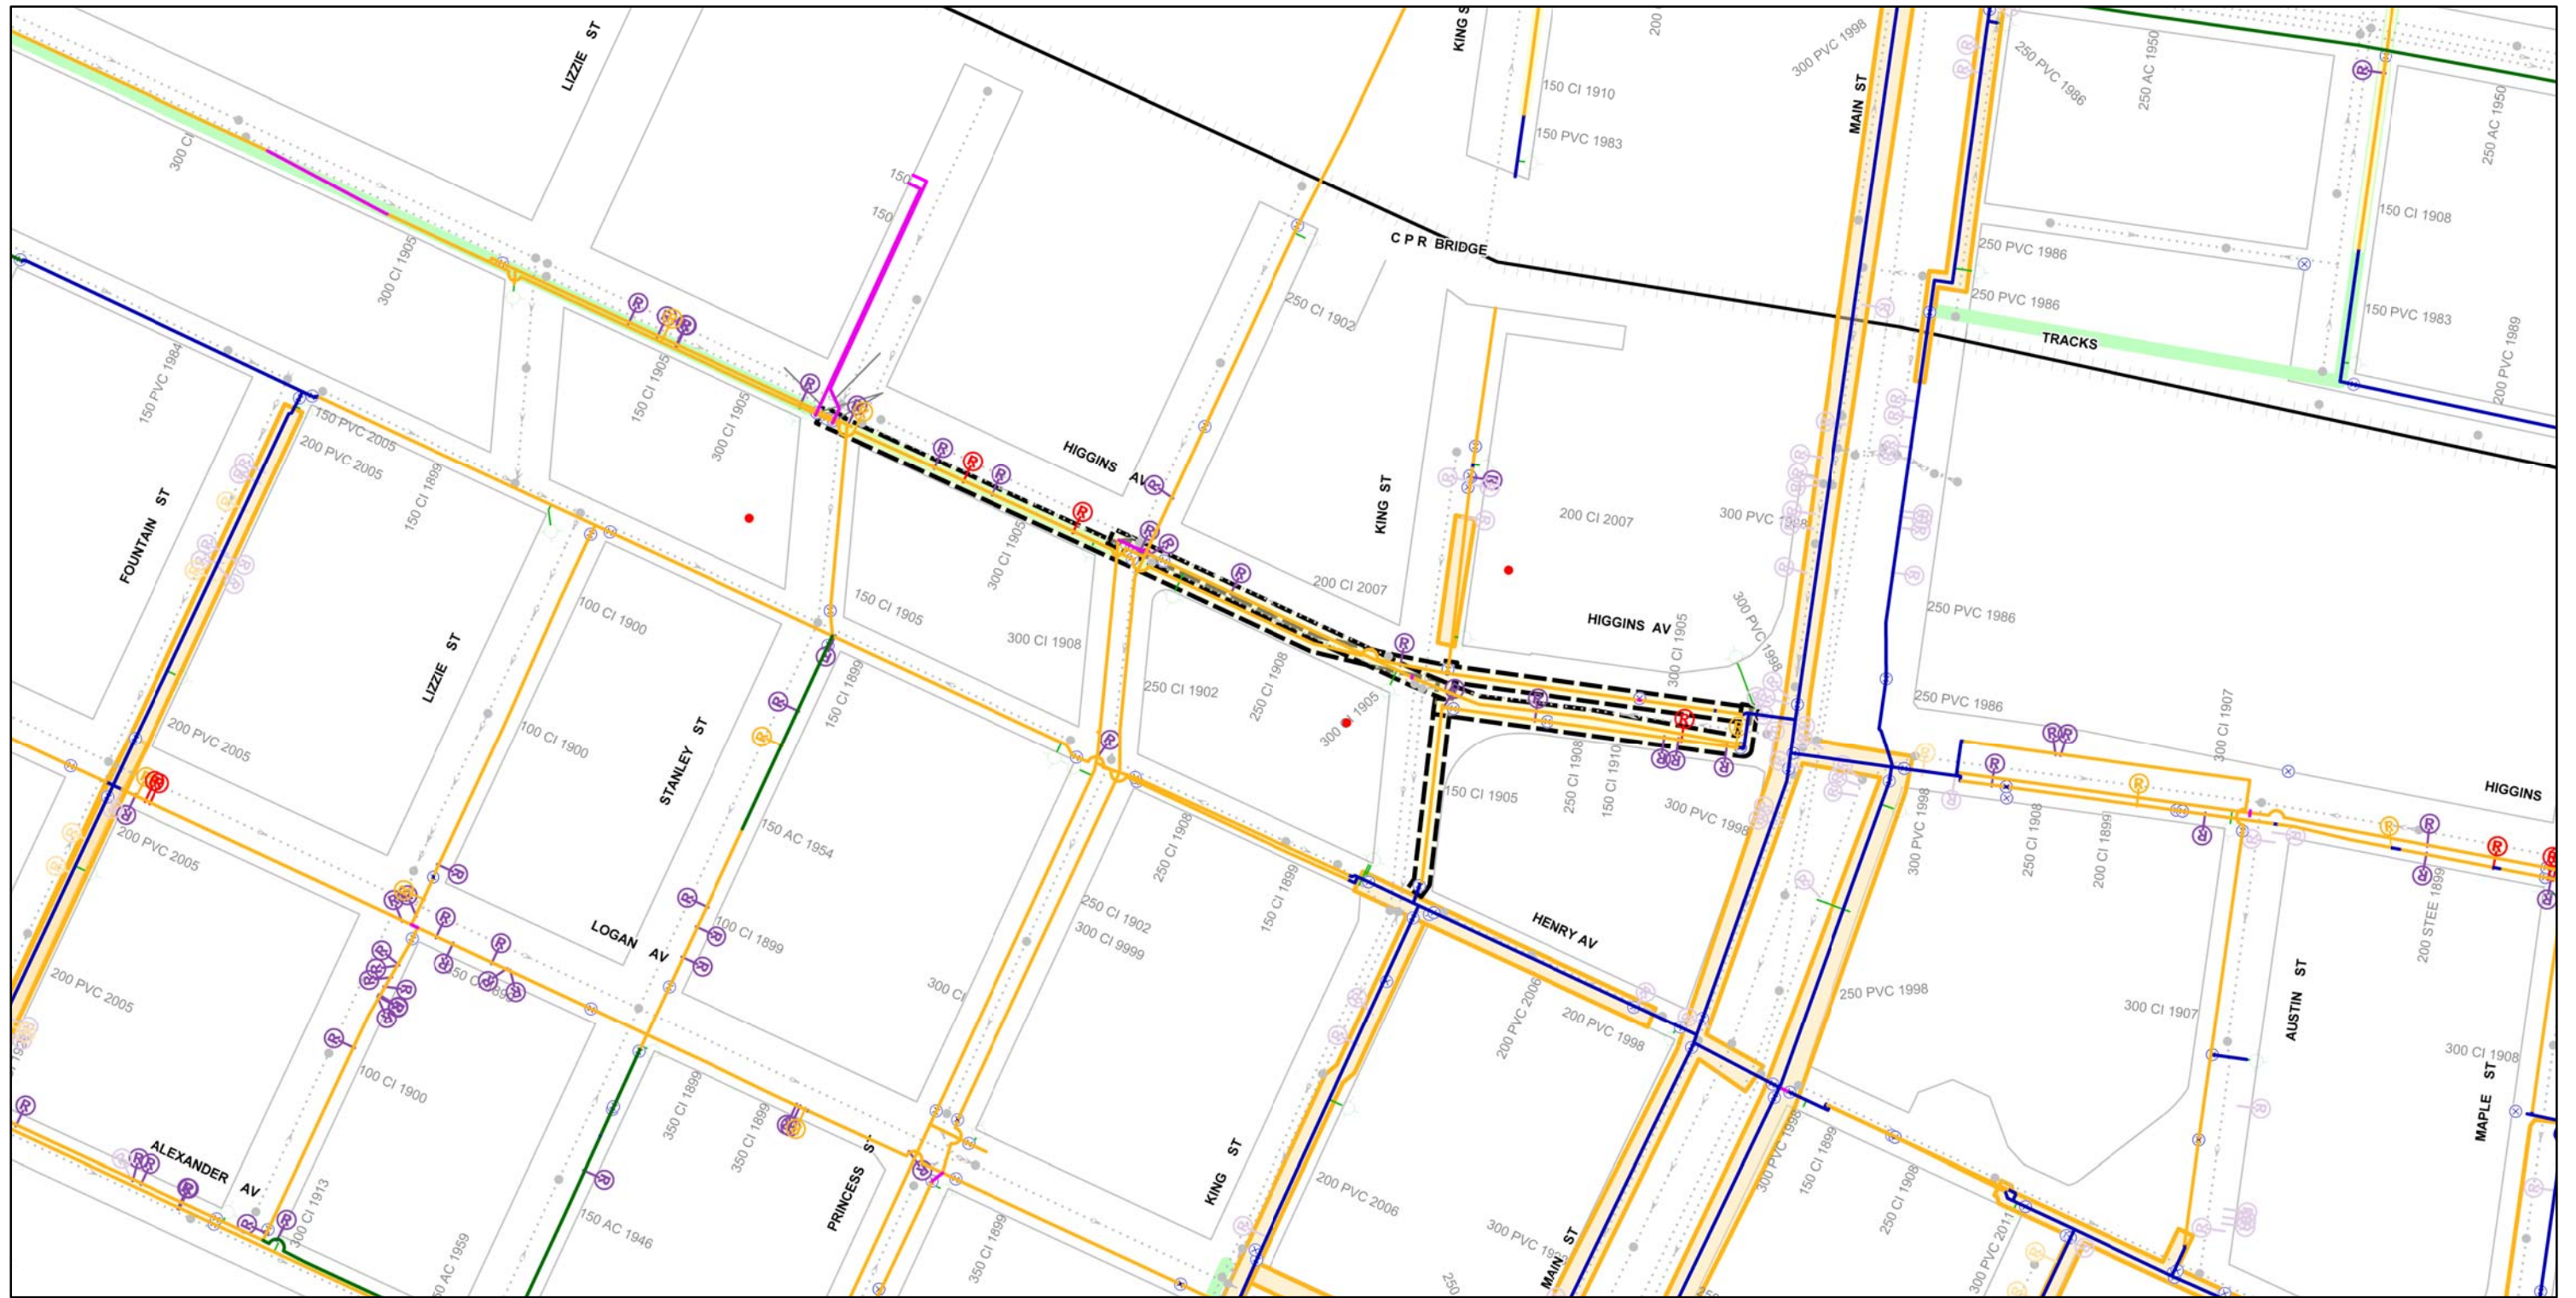 LIZZIE ST
KING S
200
300 PVC 1998
MAIN ST
250 PVC 1986
250 AC 1950
250 AC 1950
150 CI 1910
150 PVC 1983
300 CI
150
150
150 CI 1908
C P R BRIDGE
250 PVC 1986
300 CI 1905
250 CI 1902
250 PVC 1986
150 PVC 1983
TRACKS
200 PVC 1989
150 PVC 1984
150 CI 1905
300 CI 1905
150 PVC 2005
200 PVC 2005
150 CI 1899
HIGGINS AV
KING ST
200 CI 2007
FOUNTAIN ST
300 CI 1905
200 CI 2007
100 CI 1900
150 CI 1905
300 CI 1908
HIGGINS AV
300 CI 1905
300 PVC 1998
250 PVC 1986
LIZZIE ST
250 CI 1902
250 CI 1908
300 CI 1905
250 PVC 1986
300 CI 1907
200 PVC 2005
100 CI 1900
STANLEY ST
150 CI 1899
150 CI 1905
250 CI 1908
150 CI 1910
300 PVC 1998
HIGGINS
200 PVC 2005
150 AC 1954
250 CI 1908
300 PVC 1998
250 CI 1908
200 CI 1899
150 CI 1899
200 STEE 1899
LOGAN AV
100 CI 1899
250 CI 1902
300 CI 9999
HENRY AV
200 PVC 2005
300 CI
200 PVC 2006
200 PVC 1998
250 PVC 1998
300 CI 1907
AUSTIN ST
300 CI 1908
MAPLE ST
100 CI 1900
350 CI 1899
350 CI 1899
300 PVC 1998
150 CI 1899
ALEXANDER AV
300 CI 1913
PRINCESS S
KING ST
200 PVC 2006
250 CI 1908
150 AC 1946
350 CI 1899
MAIN ST
300 PVC 2011
250